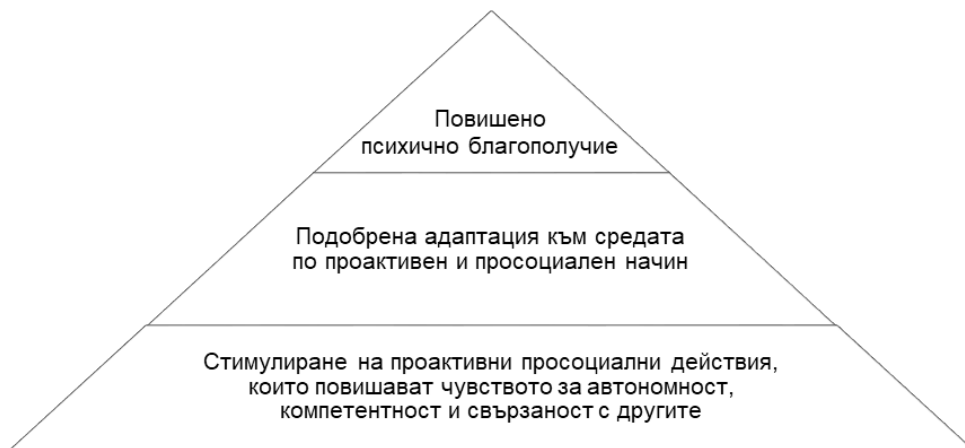 Повишено
психично благополучие
Подобрена адаптация към средата
по проактивен и просоциален начин
Стимулиране на проактивни просоциални действия,
които повишават чувството за автономност,
компетентност и свързаност с другите